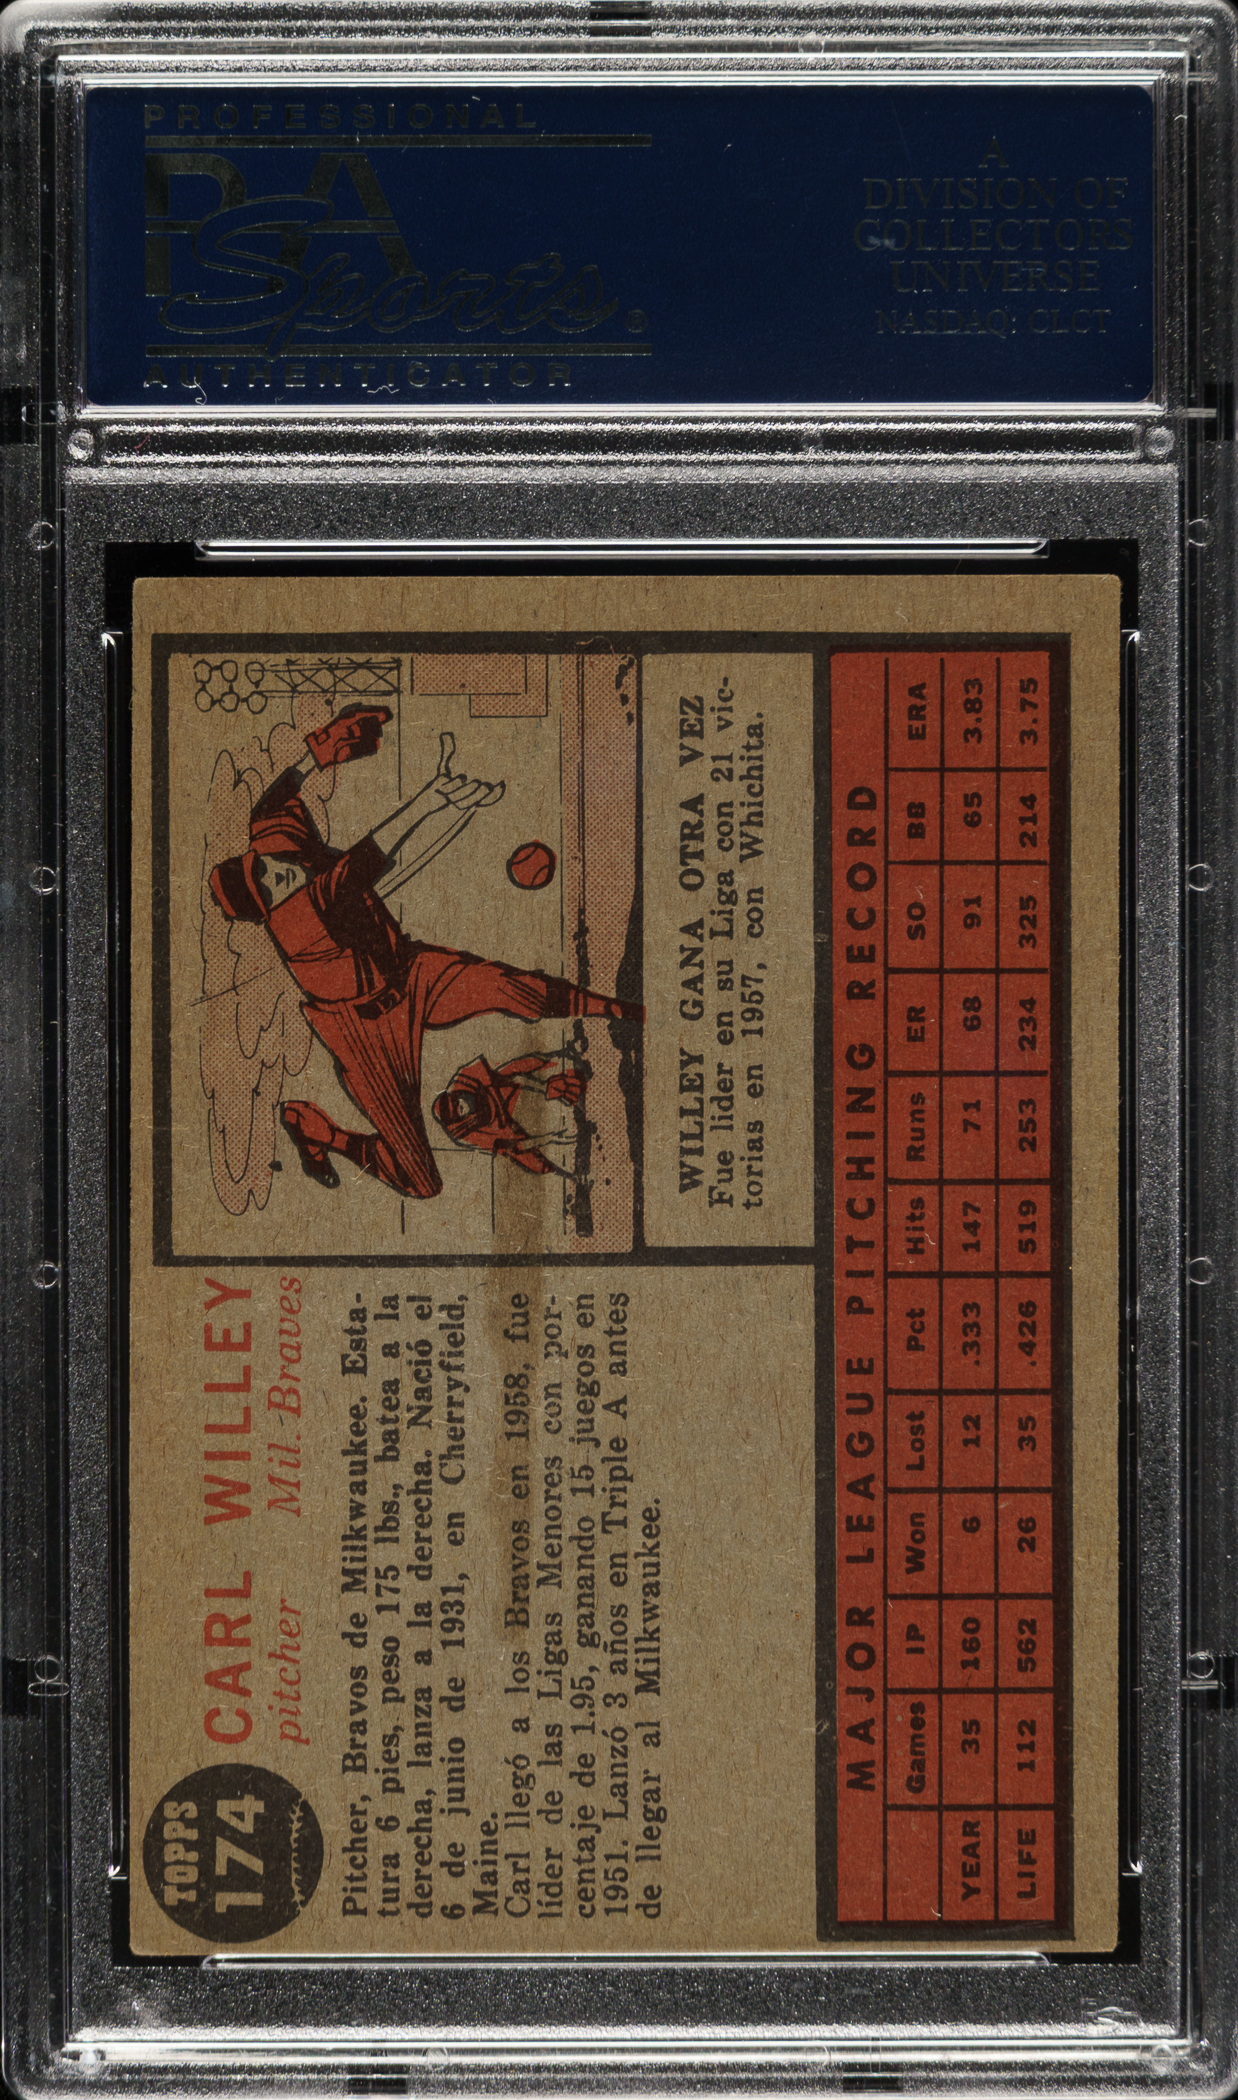 PROFESSIONAL
PSA
Sports®
AUTHENTICATOR
A
DIVISION OF
COLLECTORS
UNIVERSE
NASDAQ: CLCT
TOPPS
174
CARL WILLEY
pitcher Mil. Braves
Pitcher, Bravos de Milkwaukee. Esta-
tura 6 pies, peso 175 lbs., batea a la
derecha, lanza a la derecha. Nació el
6 de junio de 1931, en Cherryfield,
Maine.
Carl llegó a los Bravos en 1958, fue
líder de las Ligas Menores con por-
centaje de 1.95, ganando 15 juegos en
1951. Lanzó 3 años en Triple A antes
de llegar al Milkwaukee.
WILLEY GANA OTRA VEZ
Fue lider en su Liga con 21 vic-
torias en 1957, con Whichita.
MAJOR LEAGUE PITCHING RECORD
Games IP Won Lost Pct Hits Runs ER SO BB ERA
YEAR 35 160 6 12 .333 147 71 68 91 65 3.83
LIFE 112 562 26 35 .426 519 253 234 325 214 3.75